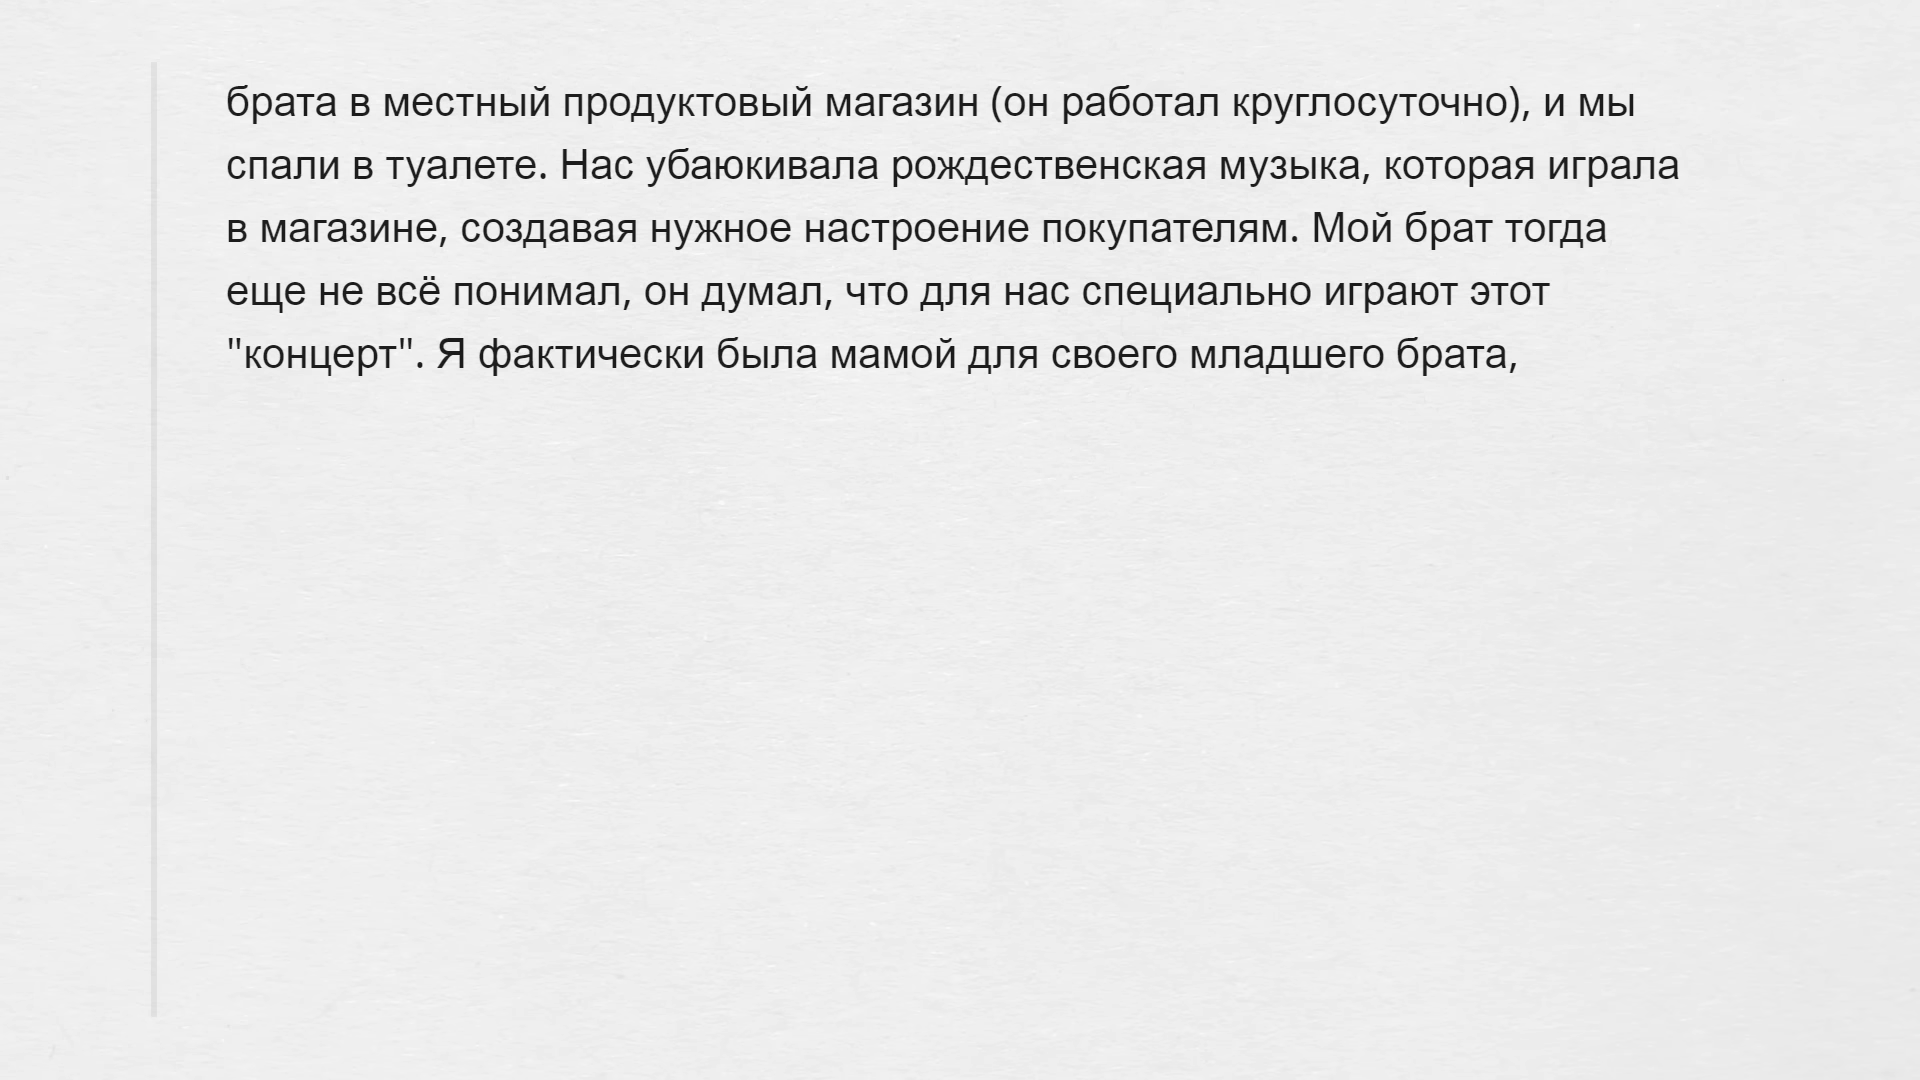 брата в местный продуктовый магазин (он работал круглосуточно), и мы
спали в туалете. Нас убаюкивала рождественская музыка, которая играла
в магазине, создавая нужное настроение покупателям. Мой брат тогда
еще не всё понимал, он думал, что для нас специально играют этот
"концерт". Я фактически была мамой для своего младшего брата,